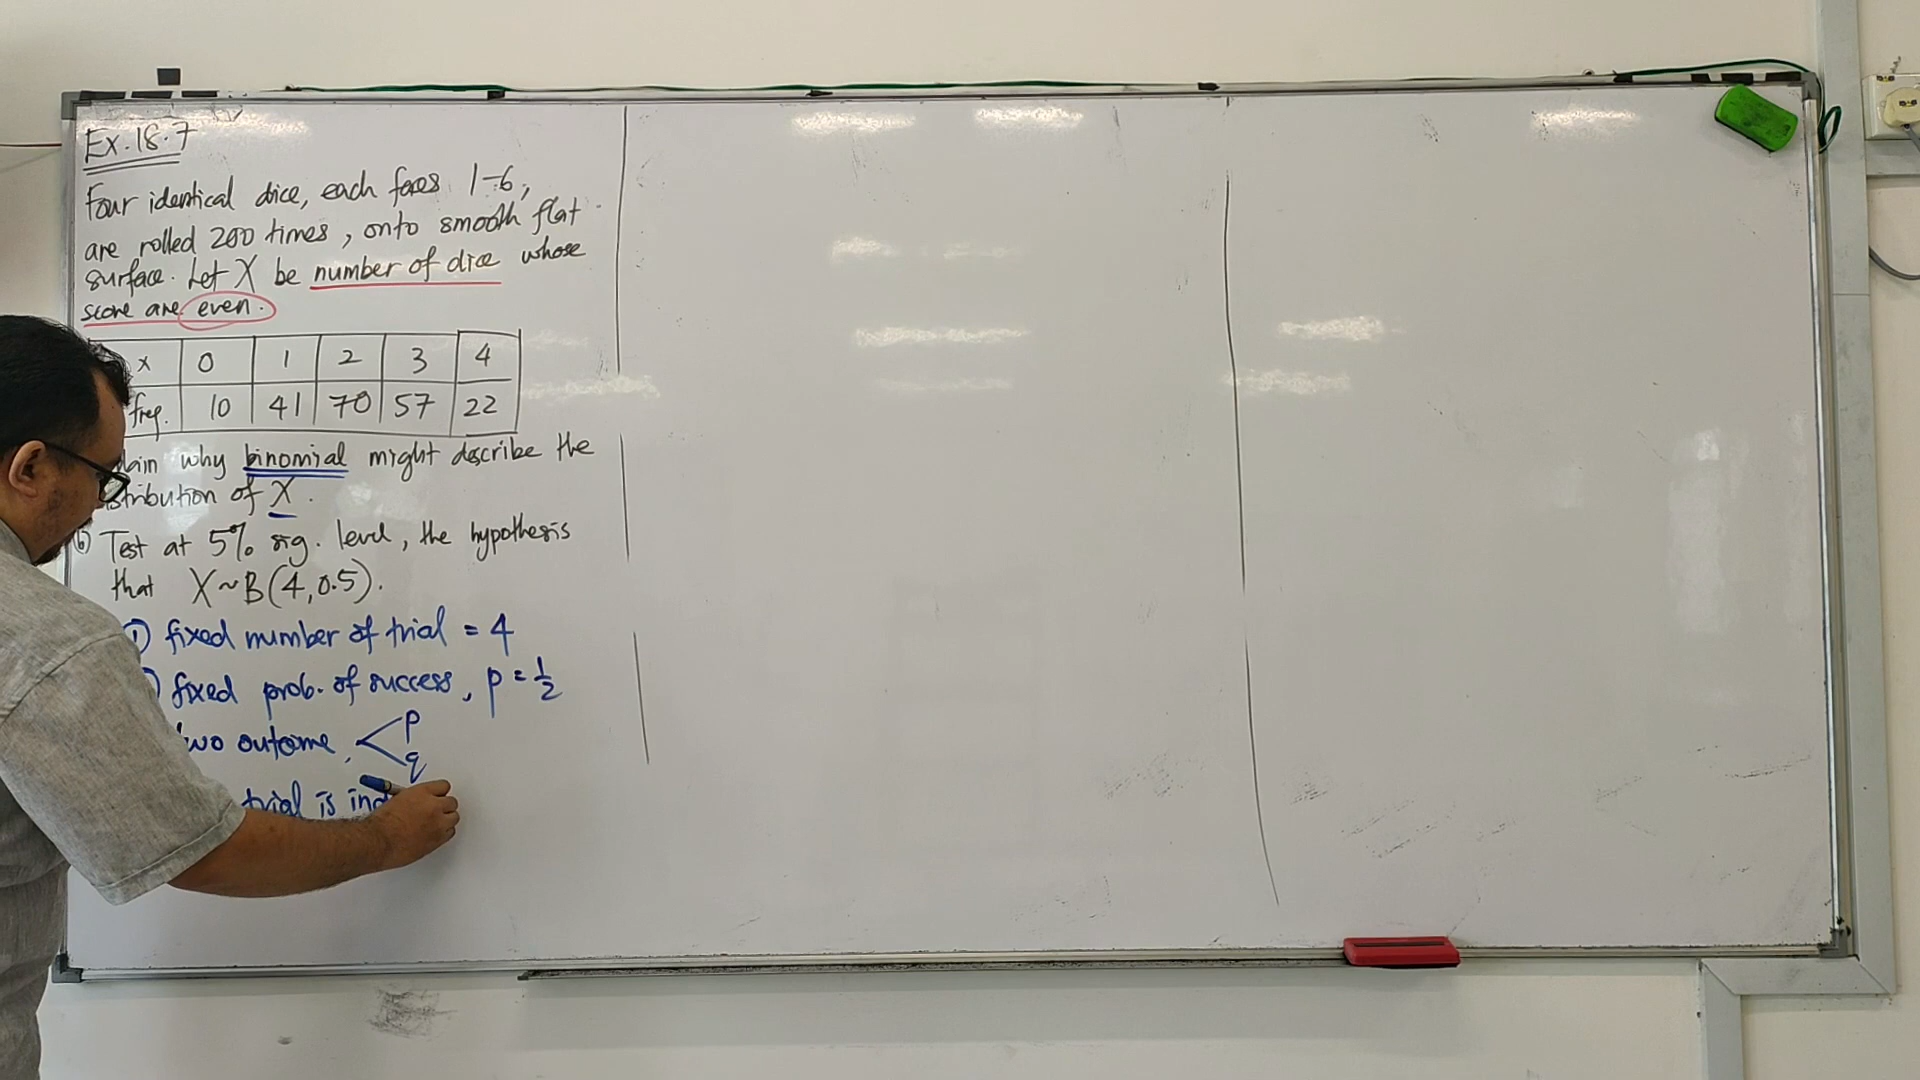 Ex. 18.7
Four identical dice, each faces 1-6,
are rolled 200 times, onto smooth flat
surface. Let X be number of dice whose
score are even.
x 0 1 2 3 4
freq. 10 41 70 57 22
why binomial might describe the
of X.
(b) Test at 5% sig. level, the hypothesis
that X~B(4,0.5).
① fixed number of trial = 4
fixed prob. of success, p = 1/2
two outcome, < p
q
trial is